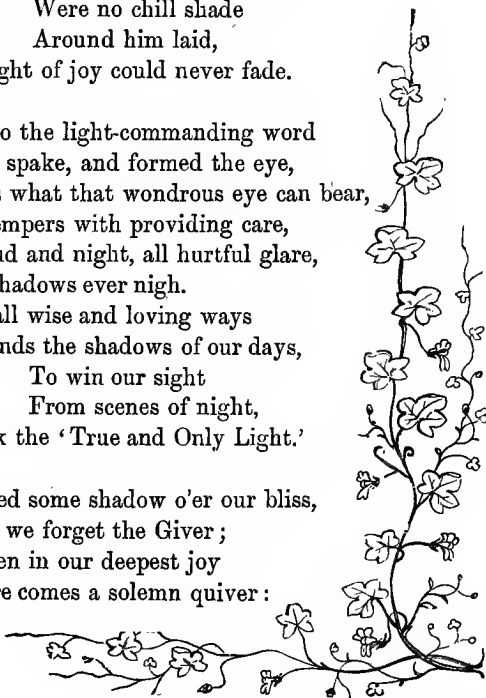 Were no chill shade
Around him laid,
ght of joy could never fade.
o the light-commanding word
spake, and formed the eye,
s what that wondrous eye can bear,
mpers with providing care,
ud and night, all hurtful glare,
hadows ever nigh.
all wise and loving ways
nds the shadows of our days,
To win our sight
From scenes of night,
k the ‘True and Only Light.’
ed some shadow o'er our bliss,
we forget the Giver;
en in our deepest joy
re comes a solemn quiver: